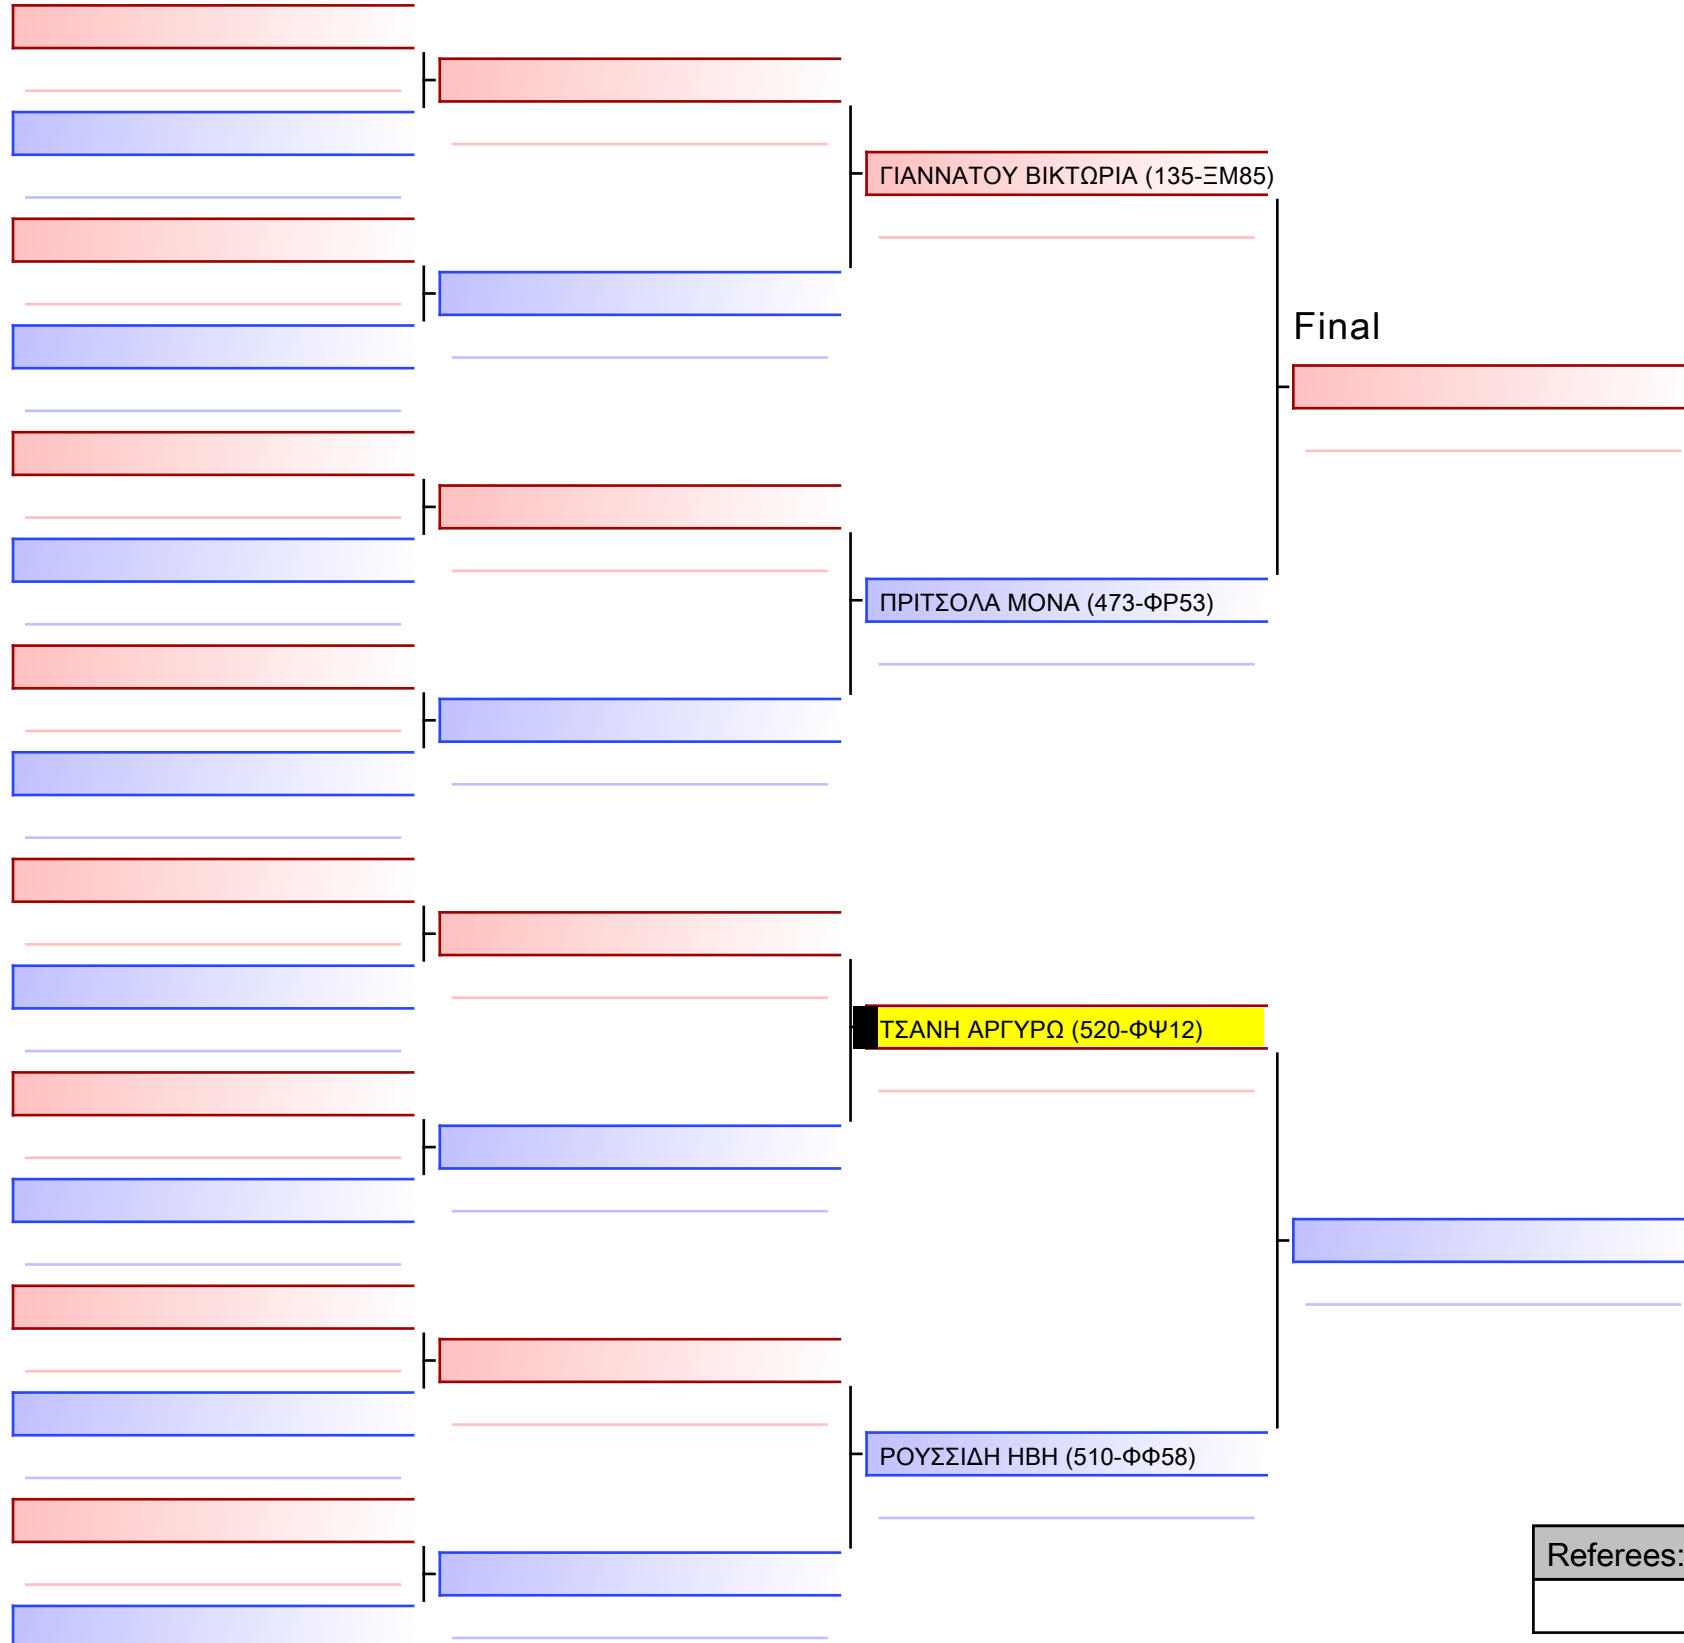 ΓΙΑΝΝΑΤΟΥ ΒΙΚΤΩΡΙΑ (135-ΞΜ85)
Final
ΠΡΙΤΣΟΛΑ ΜΟΝΑ (473-ΦΡ53)
ΤΣΑΝΗ ΑΡΓΥΡΩ (520-ΦΨ12)
ΡΟΥΣΣΙΔΗ ΗΒΗ (510-ΦΦ58)
Referees: